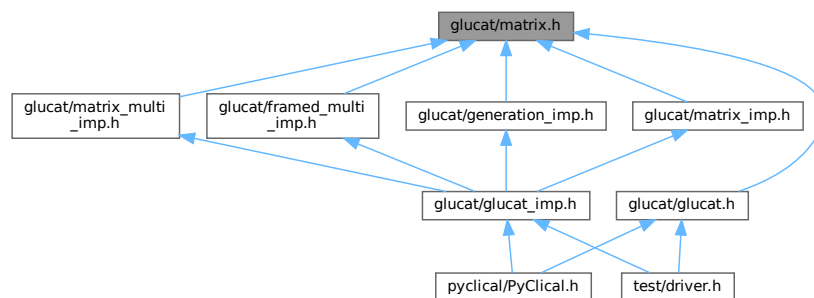 glucat/matrix.h
glucat/matrix_multi
_imp.h
glucat/framed_multi
_imp.h
glucat/generation_imp.h
glucat/matrix_imp.h
glucat/glucat_imp.h
glucat/glucat.h
pyclical/PyClical.h
test/driver.h